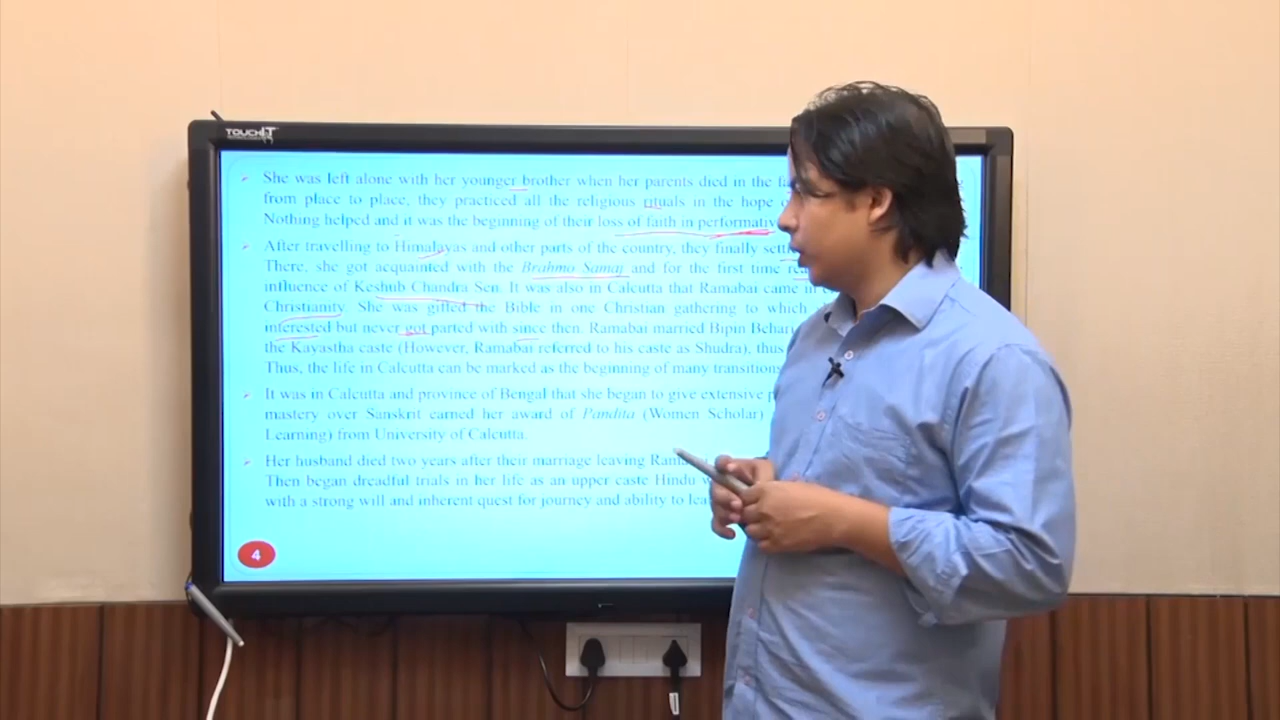 TOUCHIT
She was left alone with her younger brother when her parents died in the
from place to place, they practiced all the religious rituals in the hope
Nothing helped and it was the beginning of their loss of faith in
After travelling to Himalayas and other parts of the country, they finally
There, she got acquainted with the Brahmo Samaj and for the first time
influence of Keshub Chandra Sen. It was also in Calcutta that Ramabai came
Christianity. She was gifted the Bible in one Christian gathering to which
interested but never got parted with since then. Ramabai married Bipin Behari
the Kayastha caste (However, Ramabai referred to his caste as Shudra), thus
Thus, the life in Calcutta can be marked as the beginning of many transitions
It was in Calcutta and province of Bengal that she began to give extensive
mastery over Sanskrit earned her award of Pandita (Women Scholar)
Learning) from University of Calcutta.
Her husband died two years after their marriage leaving
Then began dreadful trials in her life as an upper caste Hindu
with a strong will and inherent quest for journey and ability to
4